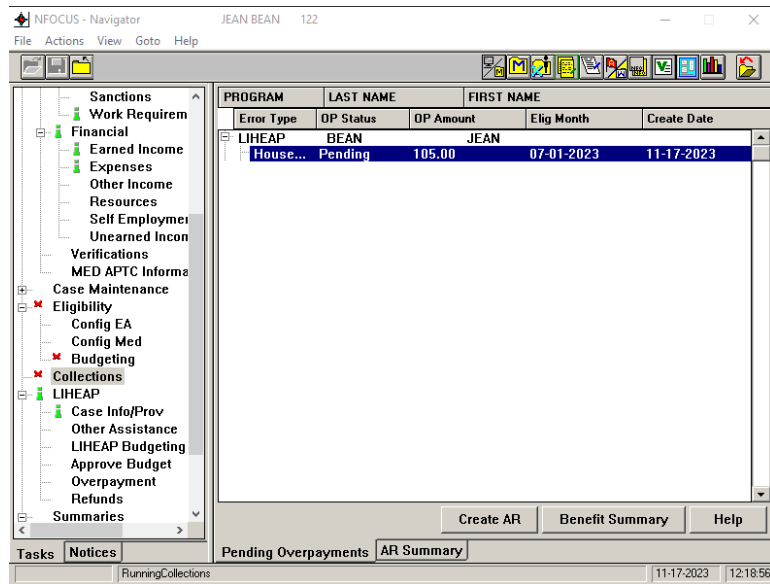 NFOCUS - Navigator JEAN BEAN 122
File Actions View Goto Help
Sanctions
Work Requirem
Financial
Earned Income
Expenses
Other Income
Resources
Self Employmei
Unearned Incon
Verifications
MED APTC Informa
Case Maintenance
Eligibility
Config EA
Config Med
Budgeting
Collections
LIHEAP
Case Info/Prov
Other Assistance
LIHEAP Budgeting
Approve Budget
Overpayment
Refunds
Summaries
Tasks Notices
PROGRAM LAST NAME FIRST NAME
Error Type OP Status OP Amount Elig Month Create Date
LIHEAP BEAN JEAN
House... Pending 105.00 07-01-2023 11-17-2023
Create AR Benefit Summary Help
Pending Overpayments AR Summary
RunningCollections 11-17-2023 12:18:56